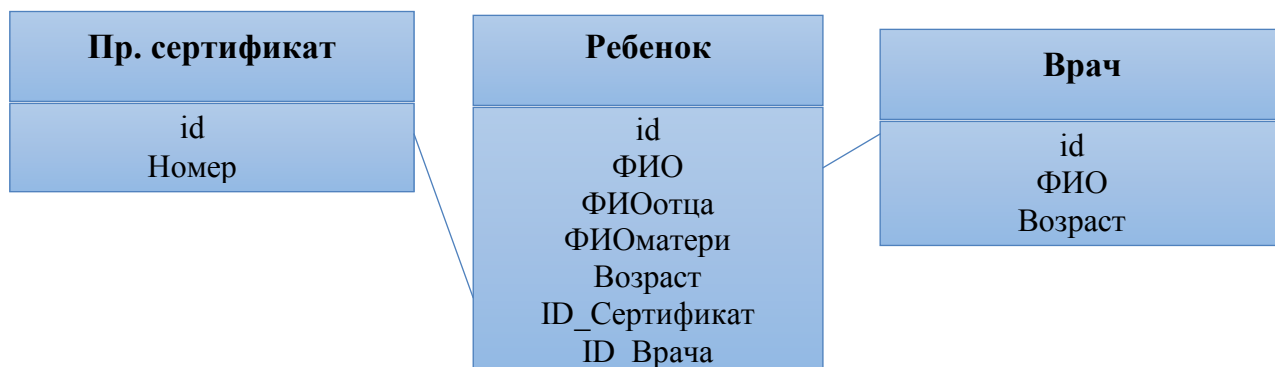 Пр. сертификат
id
Номер
Ребенок
id
ФИО
ФИОотца
ФИОматери
Возраст
ID_Сертификат
ID_Врача
Врач
id
ФИО
Возраст